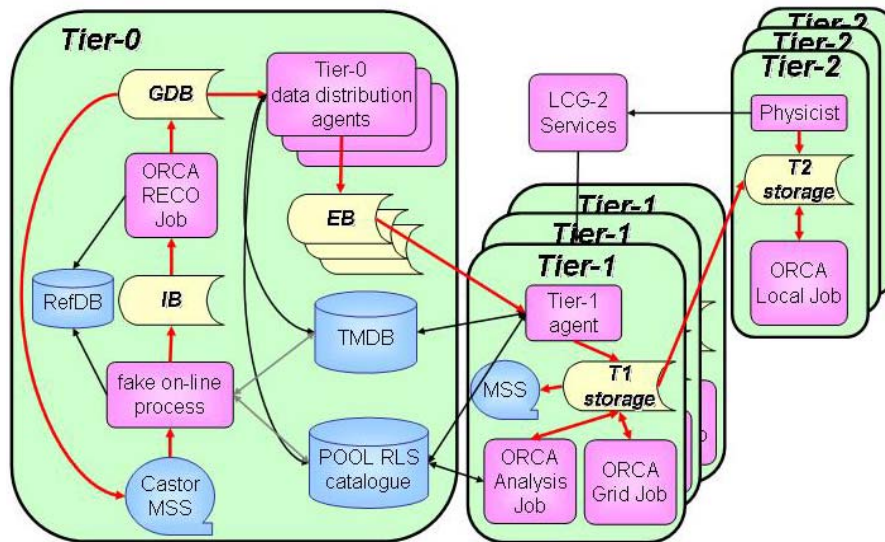 Tier-0
GDB
Tier-0
data distribution
agents
ORCA
RECO
Job
EB
RefDB
IB
TMDB
fake on-line
process
POOL RLS
catalogue
Castor
MSS
LCG-2
Services
Tier-1
Tier-1
Tier-1
Tier-1
agent
MSS
T1
storage
ORCA
Analysis
Job
ORCA
Grid Job
Tier-2
Tier-2
Tier-2
Physicist
T2
storage
ORCA
Local Job